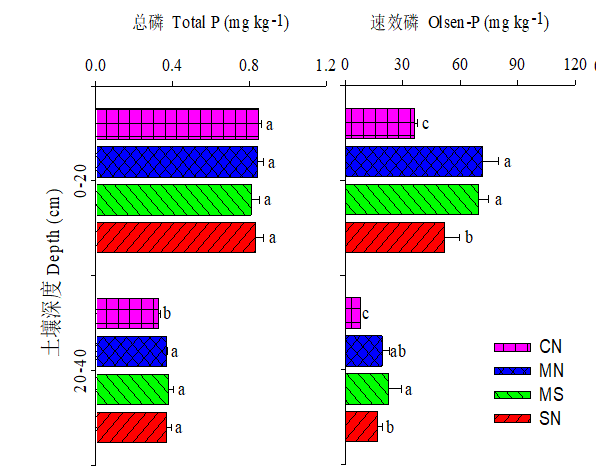 总磷 Total P (mg kg-1)
速效磷 Olsen-P (mg kg-1)
0.0 0.4 0.8 1.2
0 30 60 90 120
土壤深度 Depth (cm)
0-20
20-40
a
a
a
a
b
a
a
a
c
a
a
b
c
ab
a
b
CN
MN
MS
SN